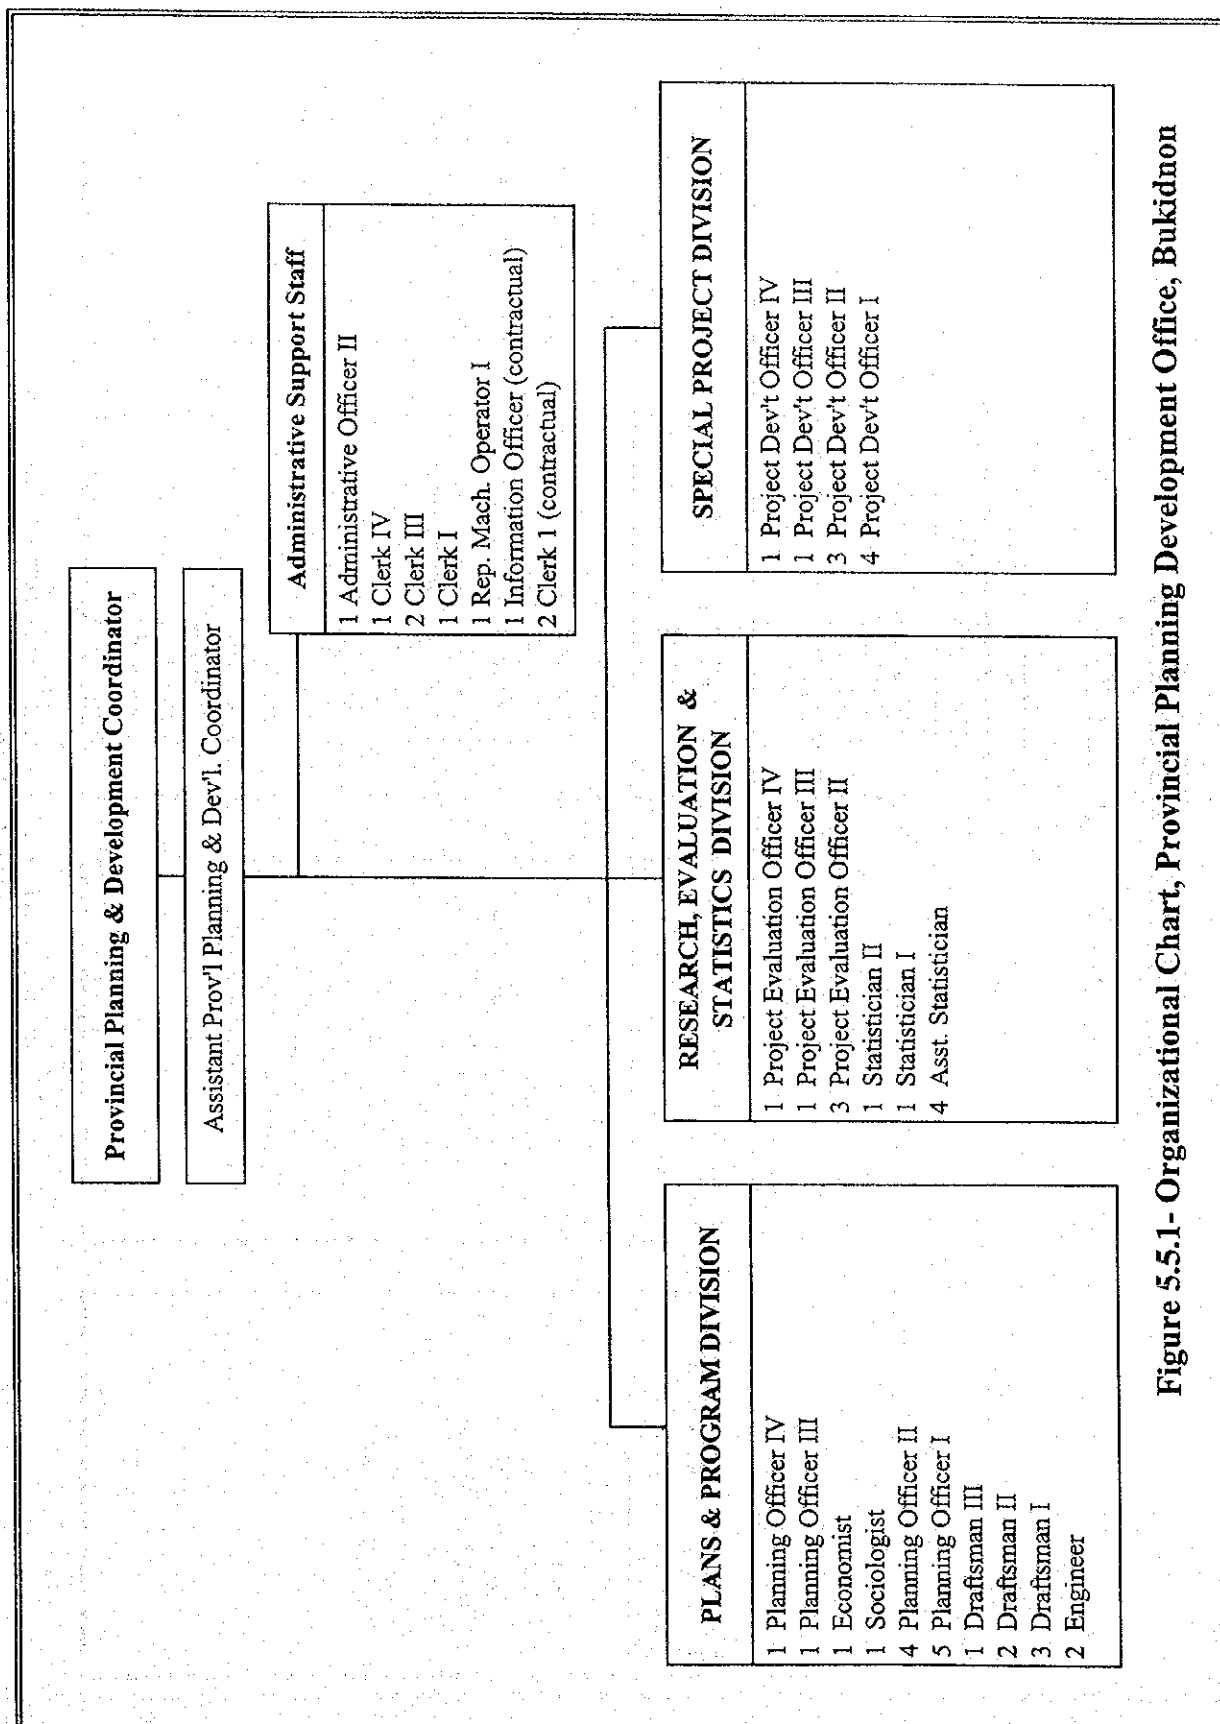 Provincial Planning & Development Coordinator
Assistant Prov'l Planning & Dev'l. Coordinator
Administrative Support Staff
1 Administrative Officer II
1 Clerk IV
2 Clerk III
1 Clerk I
1 Rep. Mach. Operator I
1 Information Officer (contractual)
2 Clerk 1 (contractual)
PLANS & PROGRAM DIVISION
1 Planning Officer IV
1 Planning Officer III
1 Economist
1 Sociologist
4 Planning Officer II
5 Planning Officer I
1 Draftsman III
2 Draftsman II
3 Draftsman I
2 Engineer
RESEARCH, EVALUATION &
STATISTICS DIVISION
1 Project Evaluation Officer IV
1 Project Evaluation Officer III
3 Project Evaluation Officer II
1 Statistician II
1 Statistician I
4 Asst. Statistician
SPECIAL PROJECT DIVISION
1 Project Dev't Officer IV
1 Project Dev't Officer III
3 Project Dev't Officer II
4 Project Dev't Officer I
Figure 5.5.1- Organizational Chart, Provincial Planning Development Office, Bukidnon